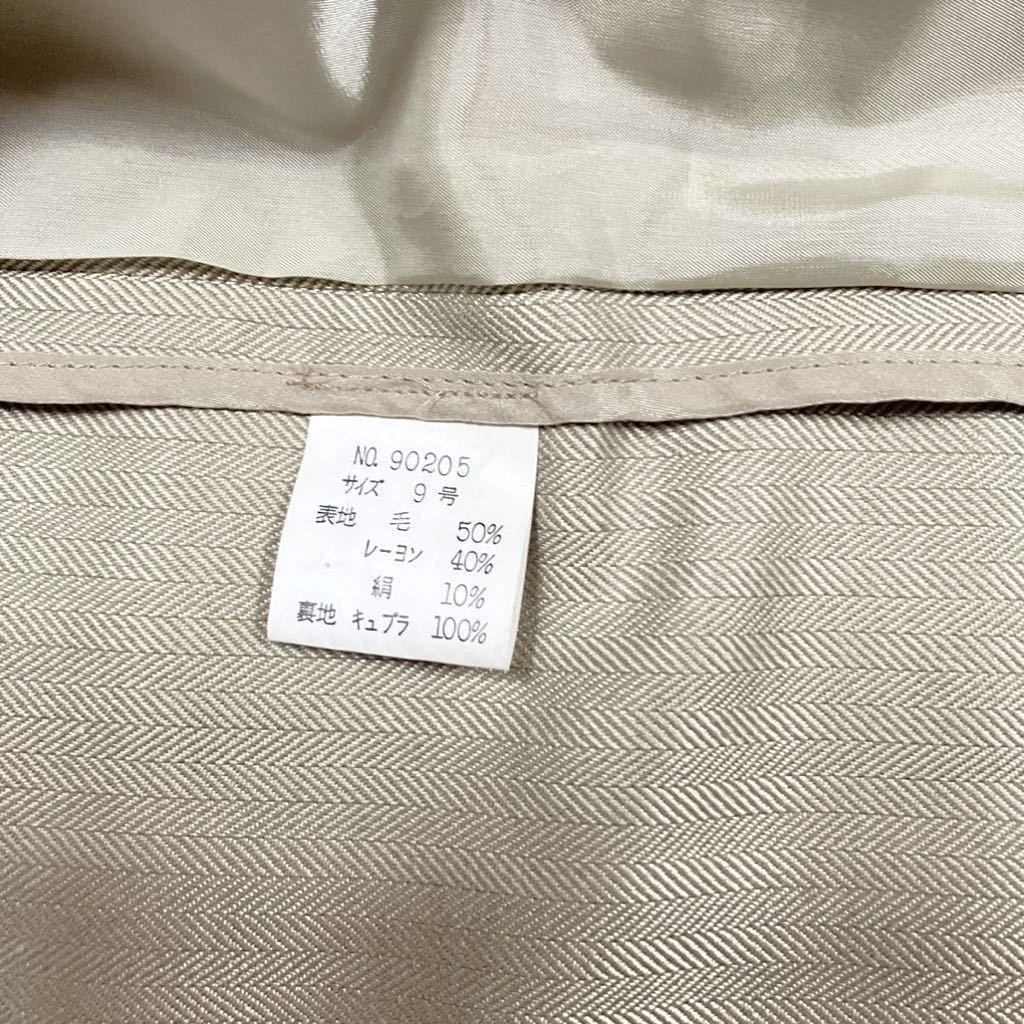 NO. 90205
サイズ 9 号
表地 毛 50%
レーヨン 40%
絹 10%
裏地 キュプラ 100%